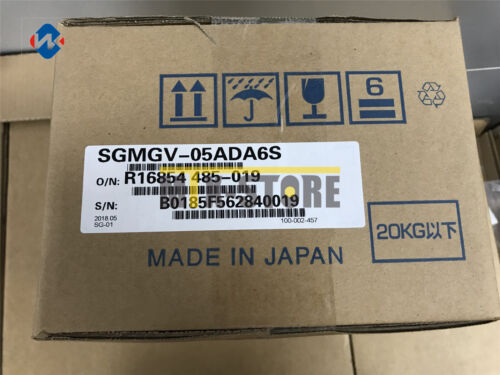 6
SGMGV-05ADA6S
O/N: R16854 485-019
S/N: B0185F562840019
2018.05
SG-01
100-002-457
MADE IN JAPAN
20KG以下